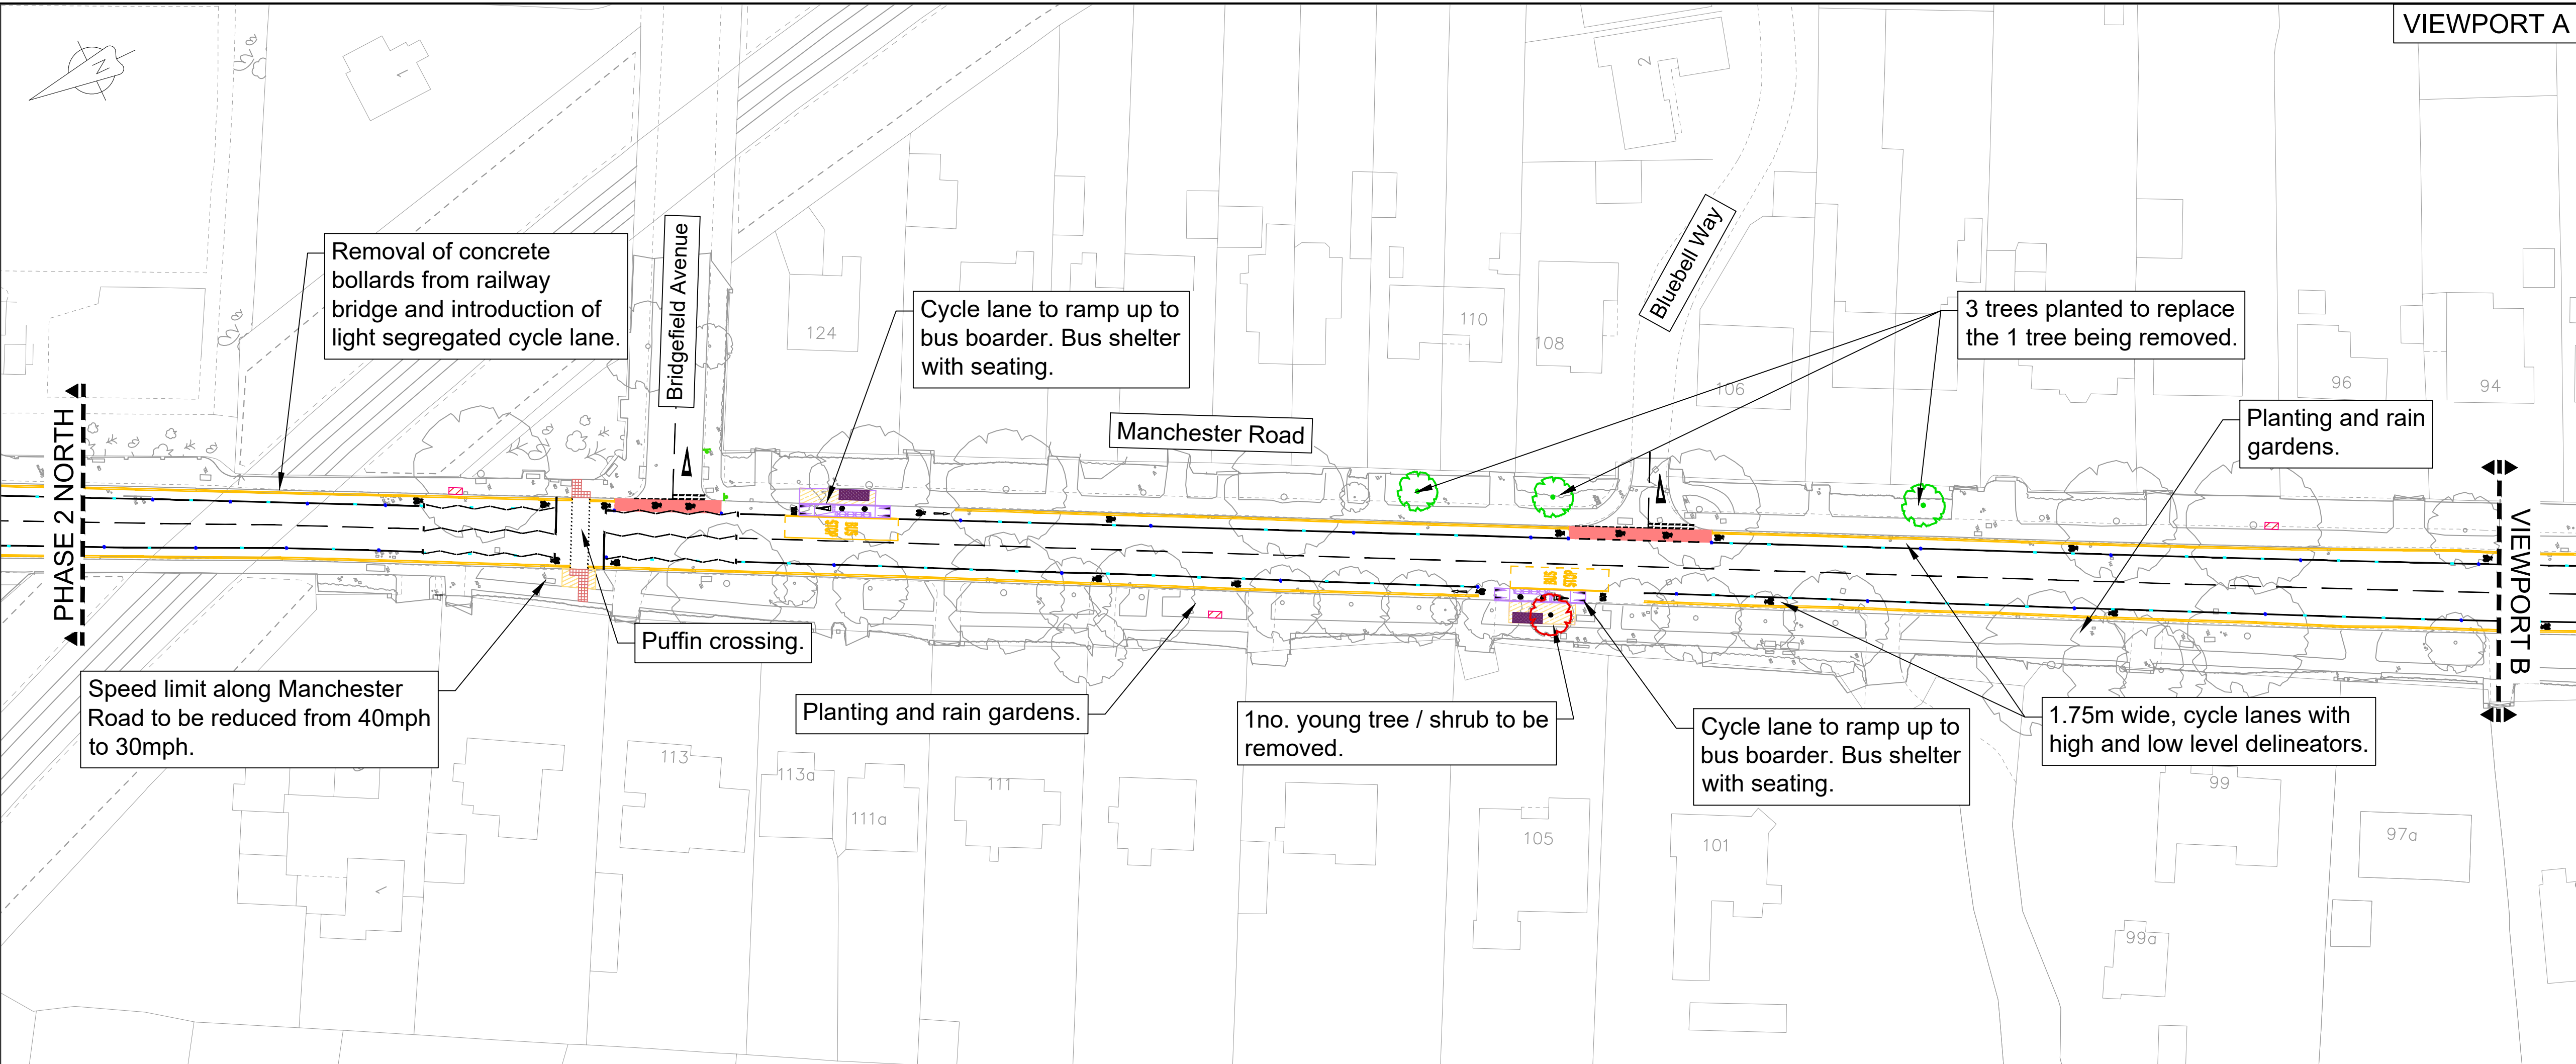 VIEWPORT A
N
1
2
Removal of concrete
bollards from railway
bridge and introduction of
light segregated cycle lane.
Bridgefield Avenue
124
Cycle lane to ramp up to
bus boarder. Bus shelter
with seating.
110
108
Bluebell Way
106
3 trees planted to replace
the 1 tree being removed.
96
94
Planting and rain
gardens.
Manchester Road
PHASE 2 NORTH
BUS
STOP
BUS
STOP
VIEWPORT B
Puffin crossing.
Speed limit along Manchester
Road to be reduced from 40mph
to 30mph.
Planting and rain gardens.
1no. young tree / shrub to be
removed.
Cycle lane to ramp up to
bus boarder. Bus shelter
with seating.
1.75m wide, cycle lanes with
high and low level delineators.
113
113a
111a
111
105
101
99
97a
99a